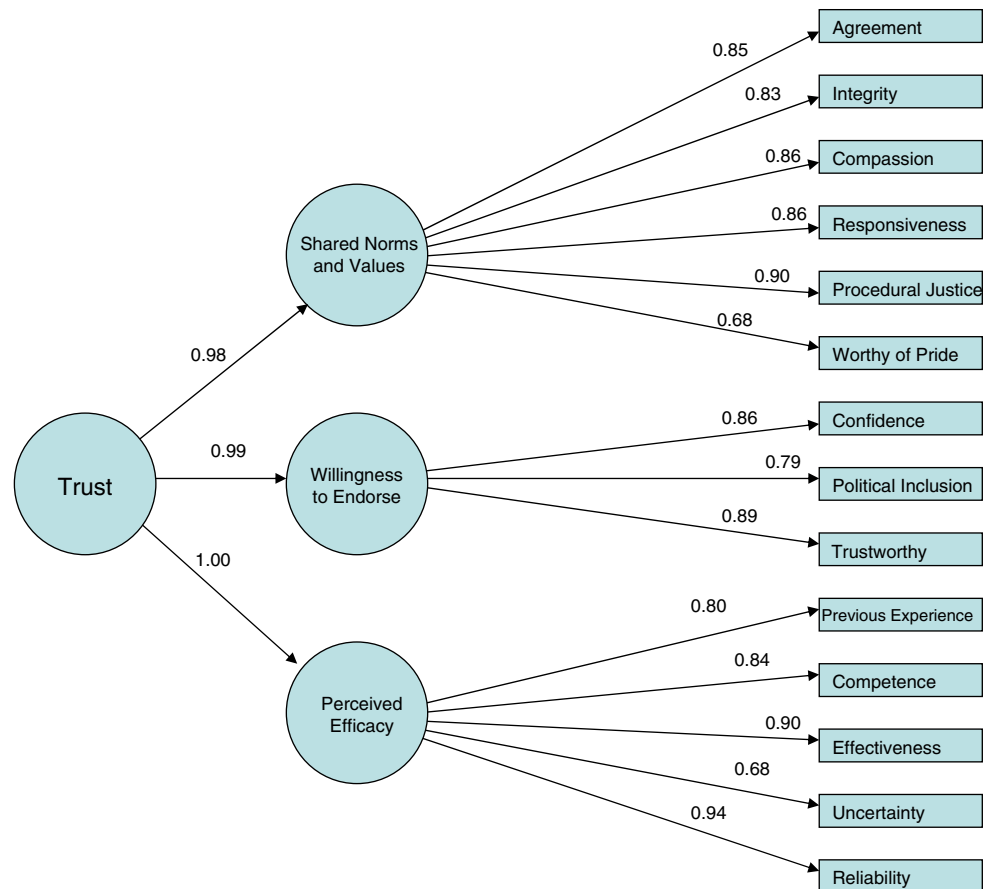 Agreement
0.85
0.83
Integrity
0.86
Compassion
0.86
Responsiveness
Shared Norms
and Values
0.90
Procedural Justice
0.68
Worthy of Pride
0.98
0.86
Confidence
0.99
Willingness
to Endorse
0.79
Political Inclusion
Trust
0.89
Trustworthy
1.00
0.80
Previous Experience
0.84
Competence
Perceived
Efficacy
0.90
Effectiveness
0.68
Uncertainty
0.94
Reliability